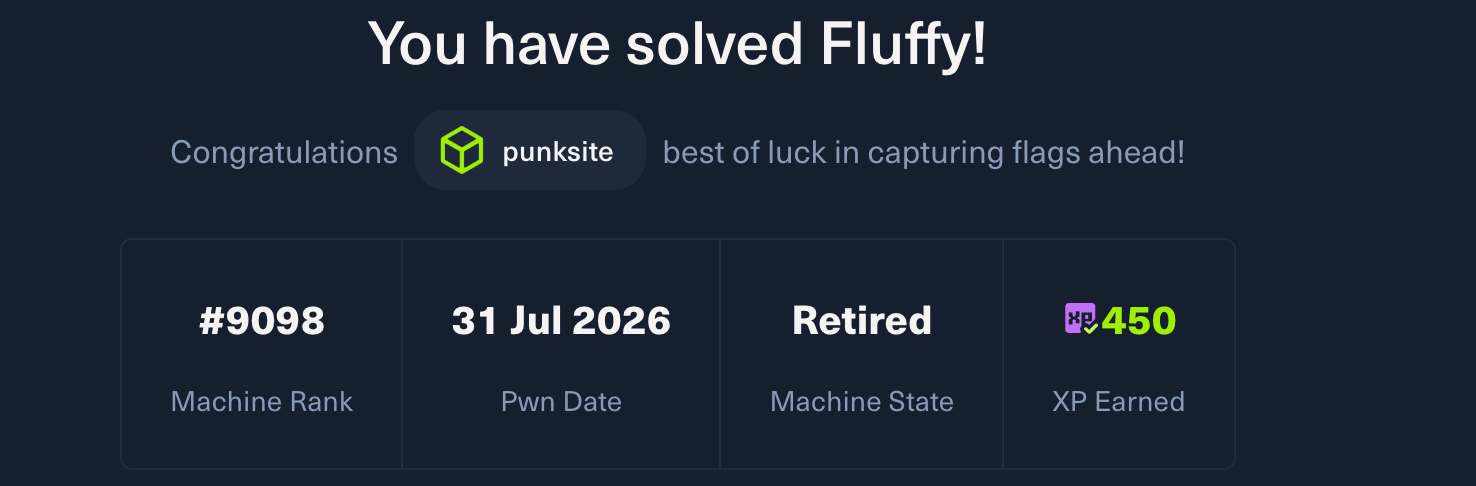 You have solved Fluffy!
Congratulations punksite best of luck in capturing flags ahead!
#9098 31 Jul 2026 Retired XP 450
Machine Rank Pwn Date Machine State XP Earned